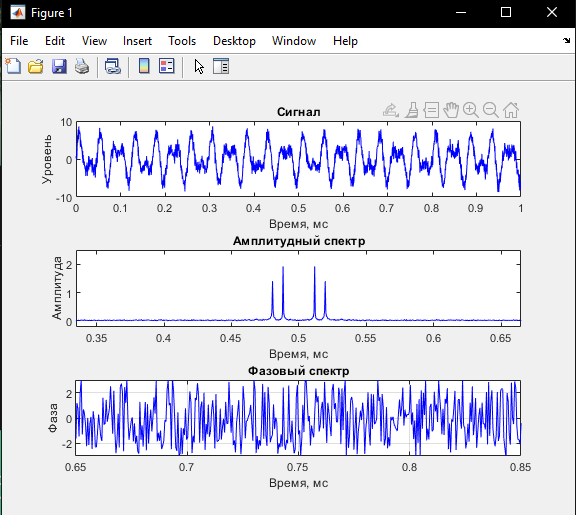 Figure 1
File Edit View Insert Tools Desktop Window Help
Сигнал
10
0
-10
Уровень
0 0.1 0.2 0.3 0.4 0.5 0.6 0.7 0.8 0.9 1
Время, мс
Амплитудный спектр
2
1
0
Амплитуда
0.35 0.4 0.45 0.5 0.55 0.6 0.65
Время, мс
Фазовый спектр
2
0
-2
Фаза
0.65 0.7 0.75 0.8 0.85
Время, мс